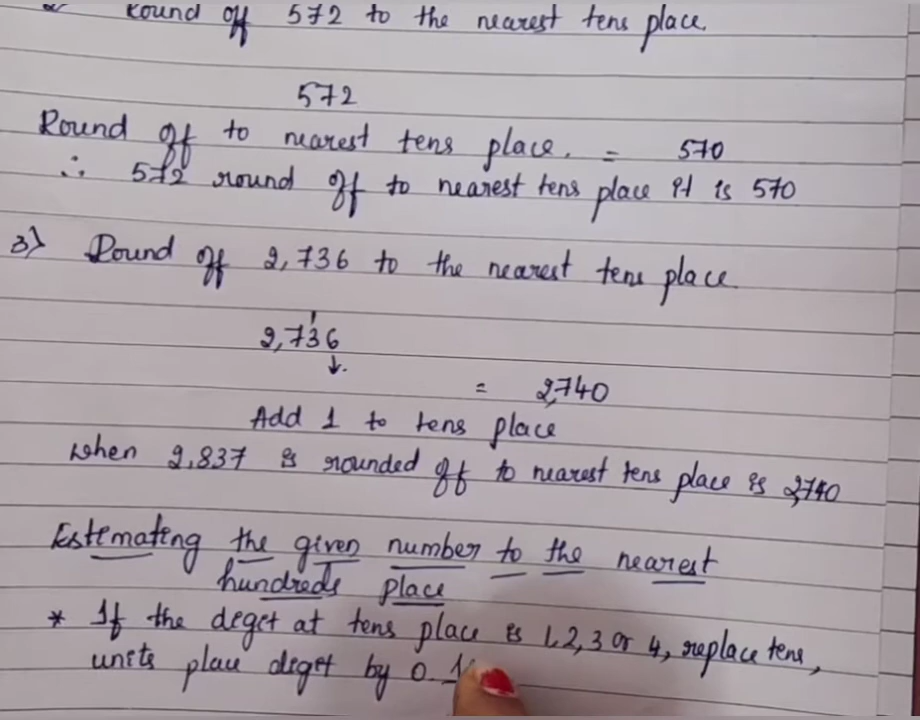 Round off 572 to the nearest tens place.
572
Round off to nearest tens place. = 570
∴ 572 round off to nearest tens place it is 570
3) Round off 2,736 to the nearest tens place.
2,736
= 2,740
Add 1 to tens place
when 2,837 is rounded off to nearest tens place is 2,740
Estimating the given number to the nearest
hundreds place
* If the deget at tens place is 1, 2, 3 or 4, replace tens,
units place deget by 0.